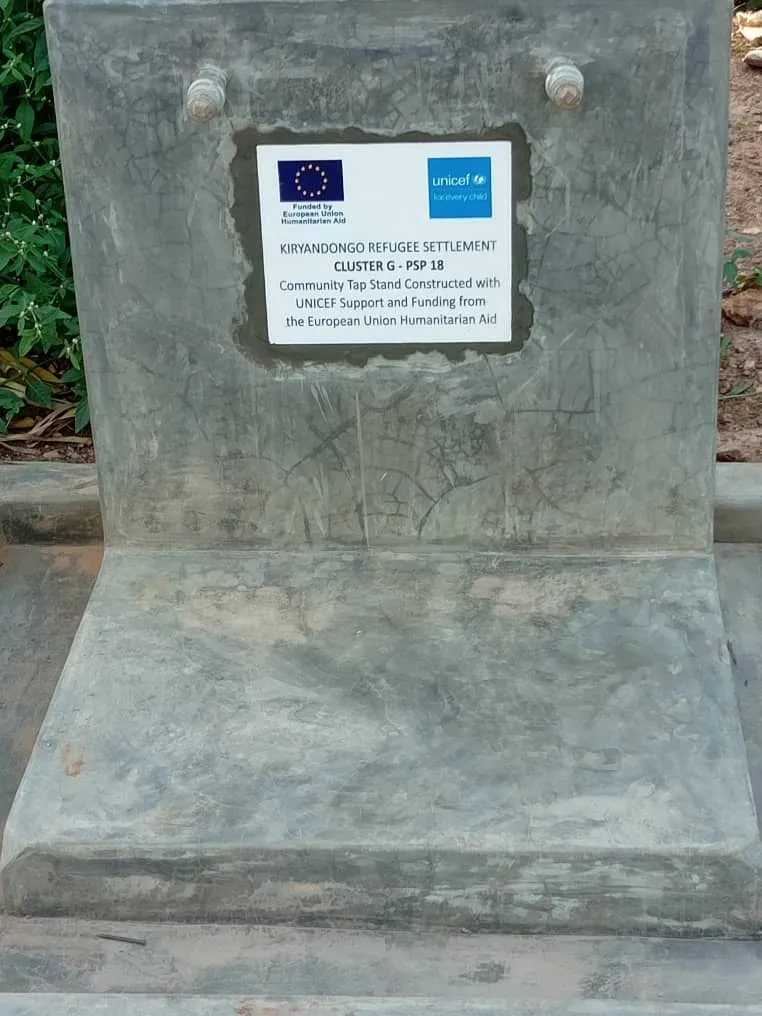 Funded by
European Union
Humanitarian Aid
unicef
for every child
KIRYANDONGO REFUGEE SETTLEMENT
CLUSTER G - PSP 18
Community Tap Stand Constructed with
UNICEF Support and Funding from
the European Union Humanitarian Aid